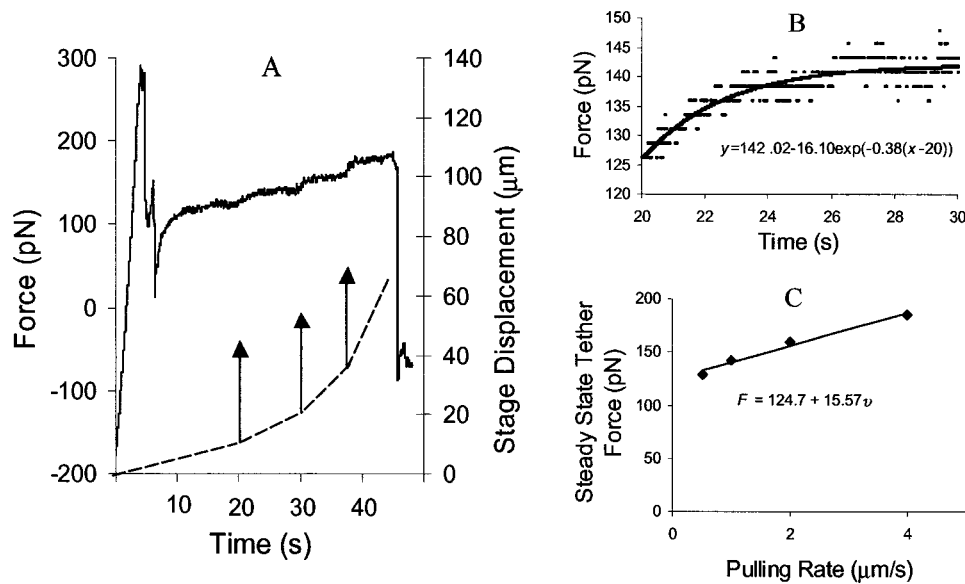 A
300
200
100
0
-100
-200
Force (pN)
140
120
100
80
60
40
20
0
Stage Displacement (μm)
10 20 30 40
Time (s)
B
150
145
140
135
130
125
120
Force (pN)
y=142 .02-16.10exp(-0.38(x-20))
20 22 24 26 28 30
Time (s)
C
200
150
100
50
0
Steady State Tether
Force (pN)
F = 124.7 + 15.57υ
0 2 4
Pulling Rate (μm/s)